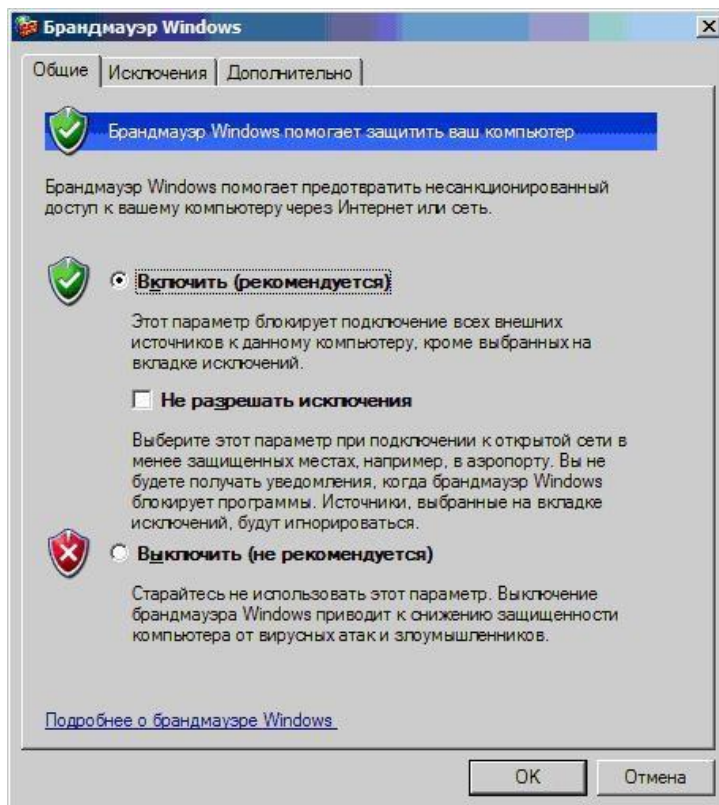 Брандмауэр Windows
Общие Исключения Дополнительно
Брандмауэр Windows помогает защитить ваш компьютер
Брандмауэр Windows помогает предотвратить несанкционированный
доступ к вашему компьютеру через Интернет или сеть.
Включить (рекомендуется)
Этот параметр блокирует подключение всех внешних
источников к данному компьютеру, кроме выбранных на
вкладке исключений.
Не разрешать исключения
Выберите этот параметр при подключении к открытой сети в
менее защищенных местах, например, в аэропорту. Вы не
будете получать уведомления, когда брандмауэр Windows
блокирует программы. Источники, выбранные на вкладке
исключений, будут игнорироваться.
Выключить (не рекомендуется)
Старайтесь не использовать этот параметр. Выключение
брандмауэра Windows приводит к снижению защищенности
компьютера от вирусных атак и злоумышленников.
Подробнее о брандмауэре Windows
OK Отмена